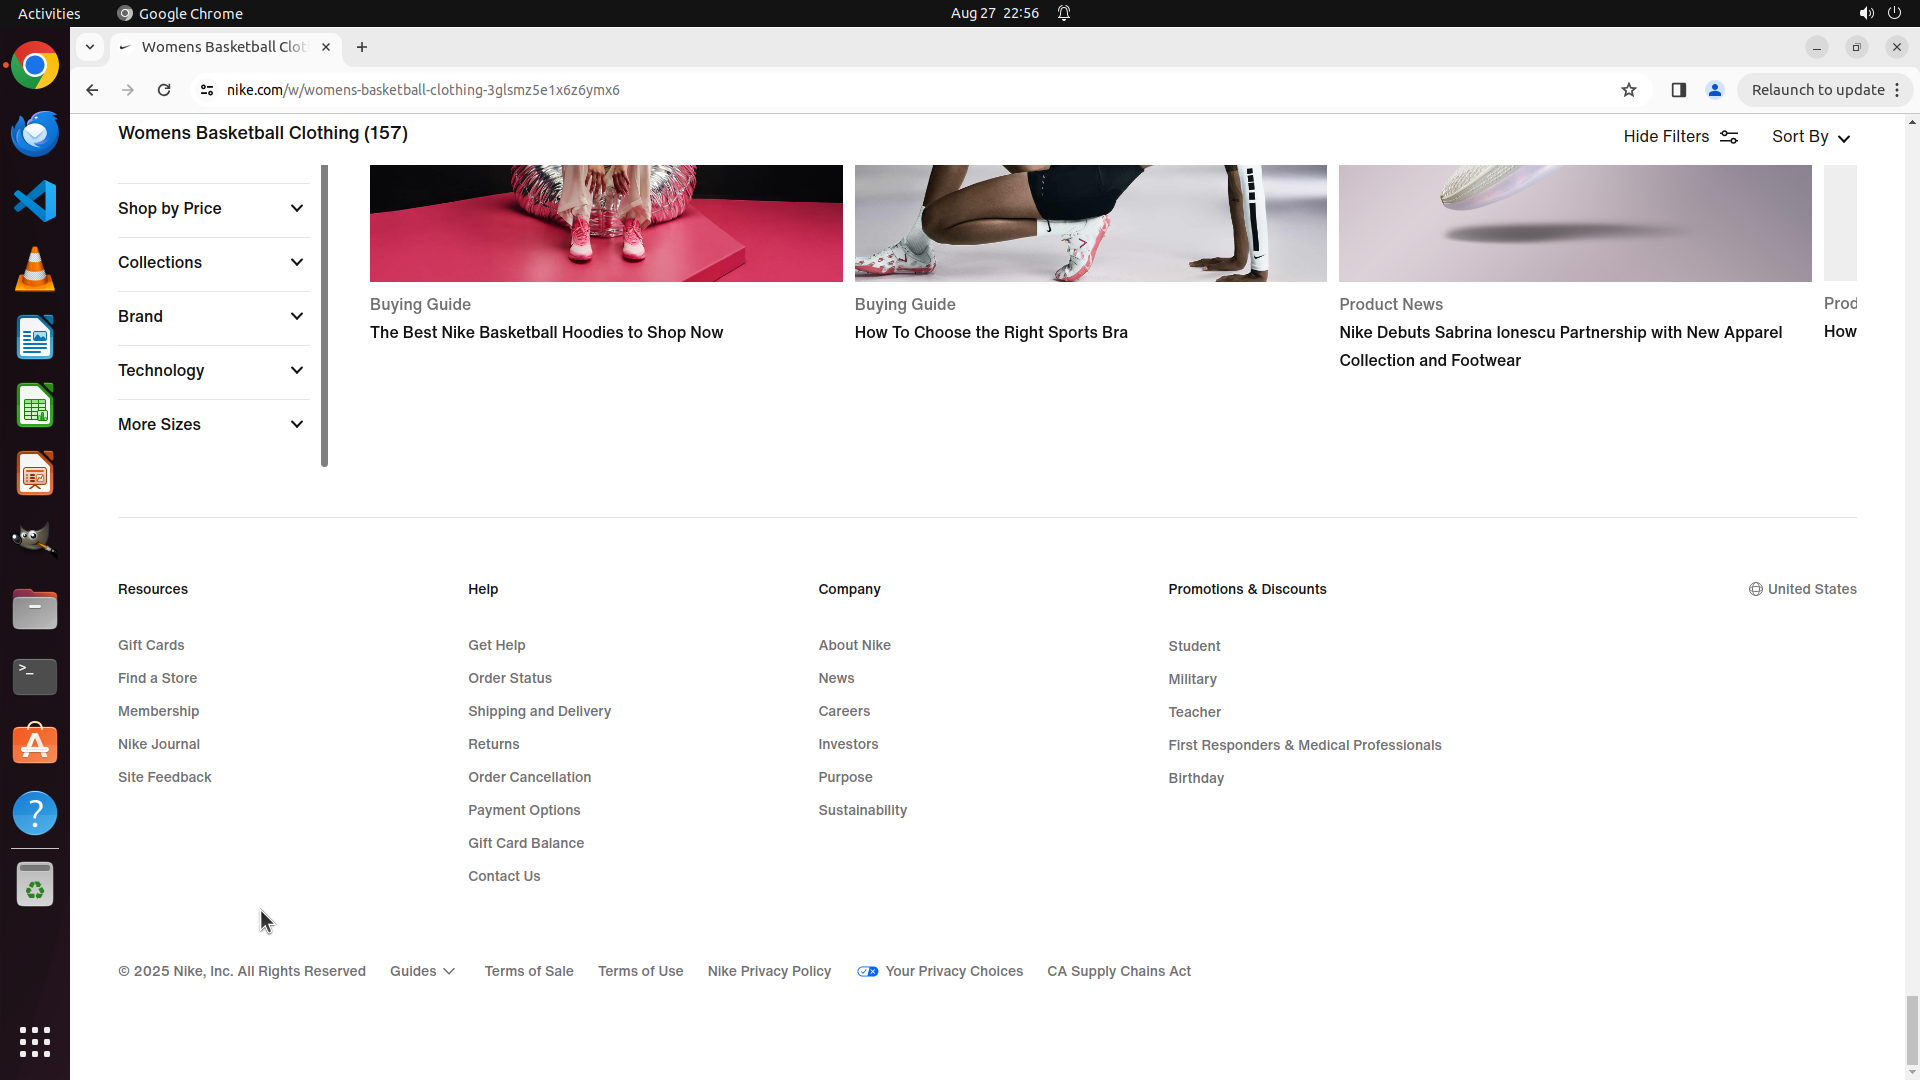 Activities
Google Chrome
Aug 27 22:56
Womens Basketball Clot
nike.com/w/womens-basketball-clothing-3glsmz5e1x6z6ymx6
Relaunch to update
Womens Basketball Clothing (157)
Hide Filters
Sort By
Shop by Price
Collections
Brand
Technology
More Sizes
Buying Guide
The Best Nike Basketball Hoodies to Shop Now
Buying Guide
How To Choose the Right Sports Bra
Product News
Nike Debuts Sabrina Ionescu Partnership with New Apparel
Collection and Footwear
Prod
How
Resources
Gift Cards
Find a Store
Membership
Nike Journal
Site Feedback
Help
Get Help
Order Status
Shipping and Delivery
Returns
Order Cancellation
Payment Options
Gift Card Balance
Contact Us
Company
About Nike
News
Careers
Investors
Purpose
Sustainability
Promotions & Discounts
Student
Military
Teacher
First Responders & Medical Professionals
Birthday
United States
© 2025 Nike, Inc. All Rights Reserved
Guides
Terms of Sale
Terms of Use
Nike Privacy Policy
Your Privacy Choices
CA Supply Chains Act